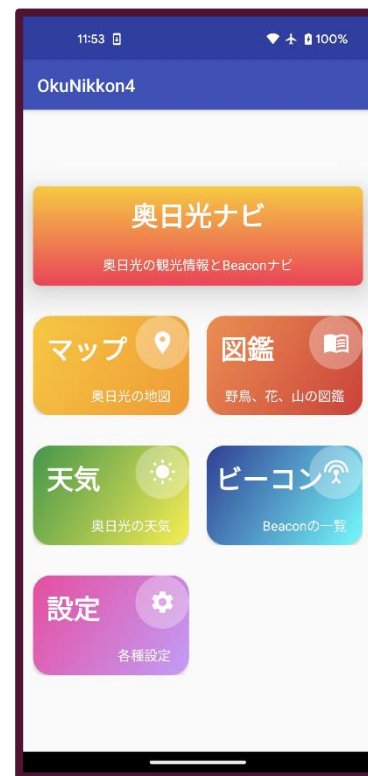 11:53 100%
OkuNikkon4
奥日光ナビ
奥日光の観光情報とBeaconナビ
マップ
奥日光の地図
図鑑
野鳥、花、山の図鑑
天気
奥日光の天気
ビーコン
Beaconの一覧
設定
各種設定